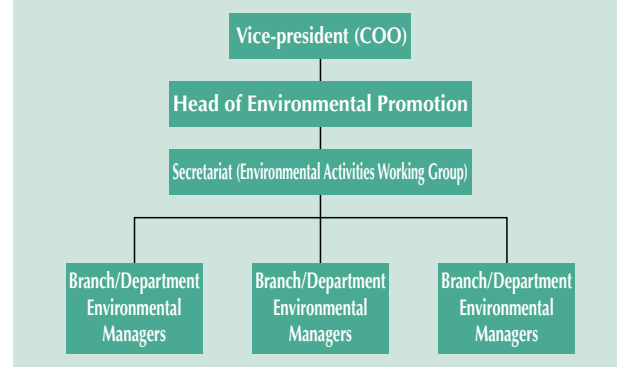 Vice-president (COO)
Head of Environmental Promotion
Secretariat (Environmental Activities Working Group)
Branch/Department
Environmental
Managers
Branch/Department
Environmental
Managers
Branch/Department
Environmental
Managers